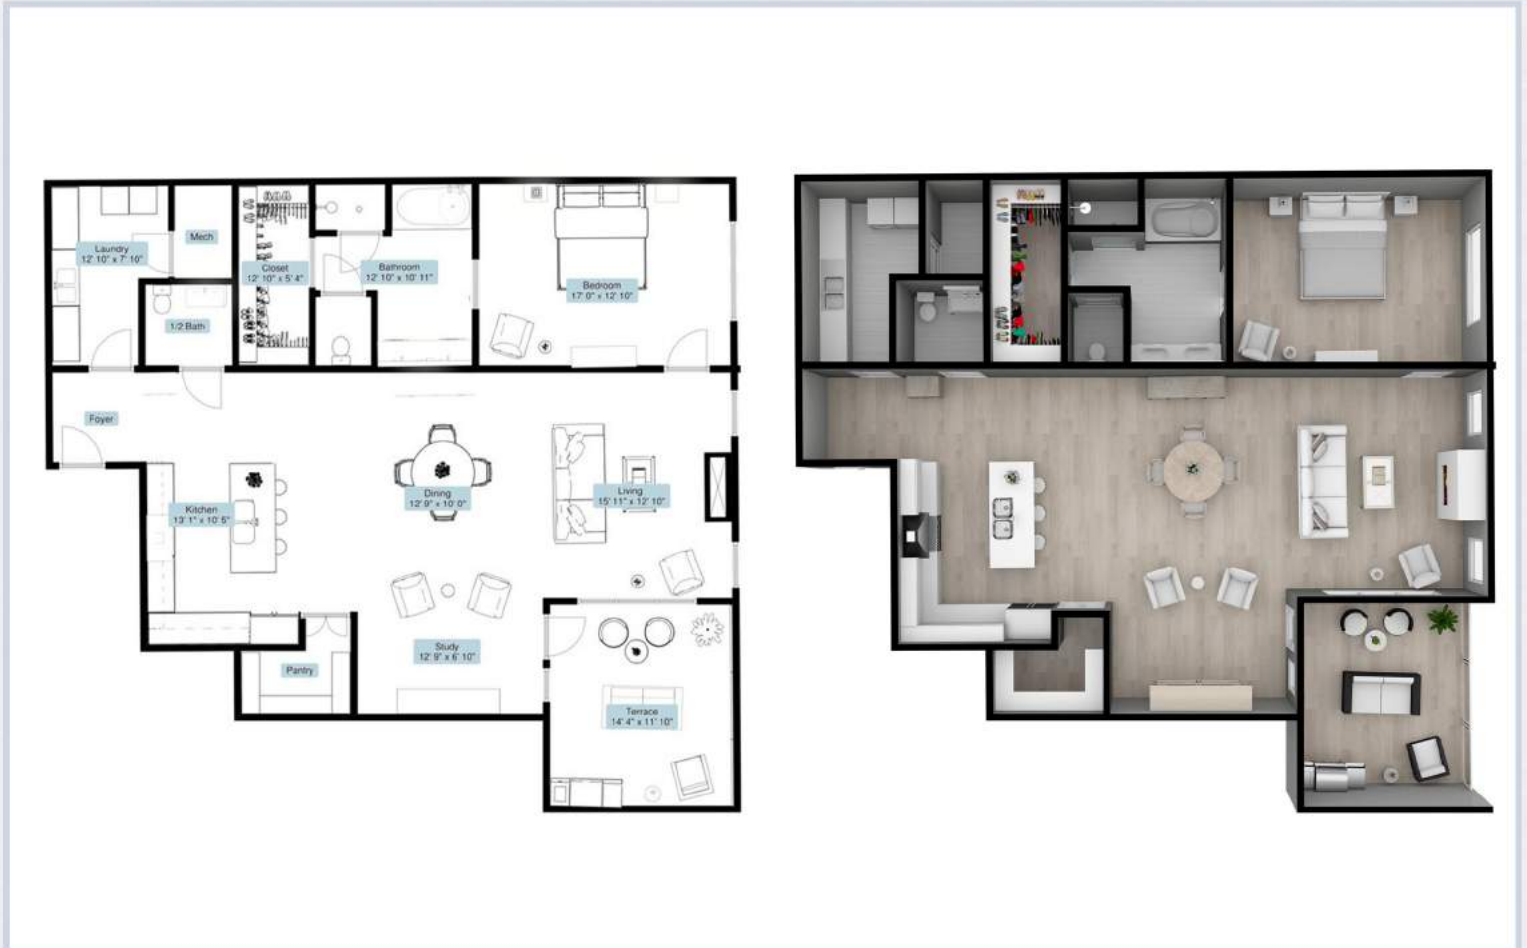 Laundry
12' 10" x 7' 10"
Mech
1/2 Bath
Closet
12' 10" x 5' 4"
Bathroom
12' 10" x 10' 11"
Bedroom
17' 0" x 12' 10"
Foyer
Kitchen
13' 1" x 10' 5"
Dining
12' 9" x 10' 0"
Living
15' 11" x 12' 10"
Study
12' 9" x 6' 10"
Pantry
Terrace
14' 4" x 11' 10"